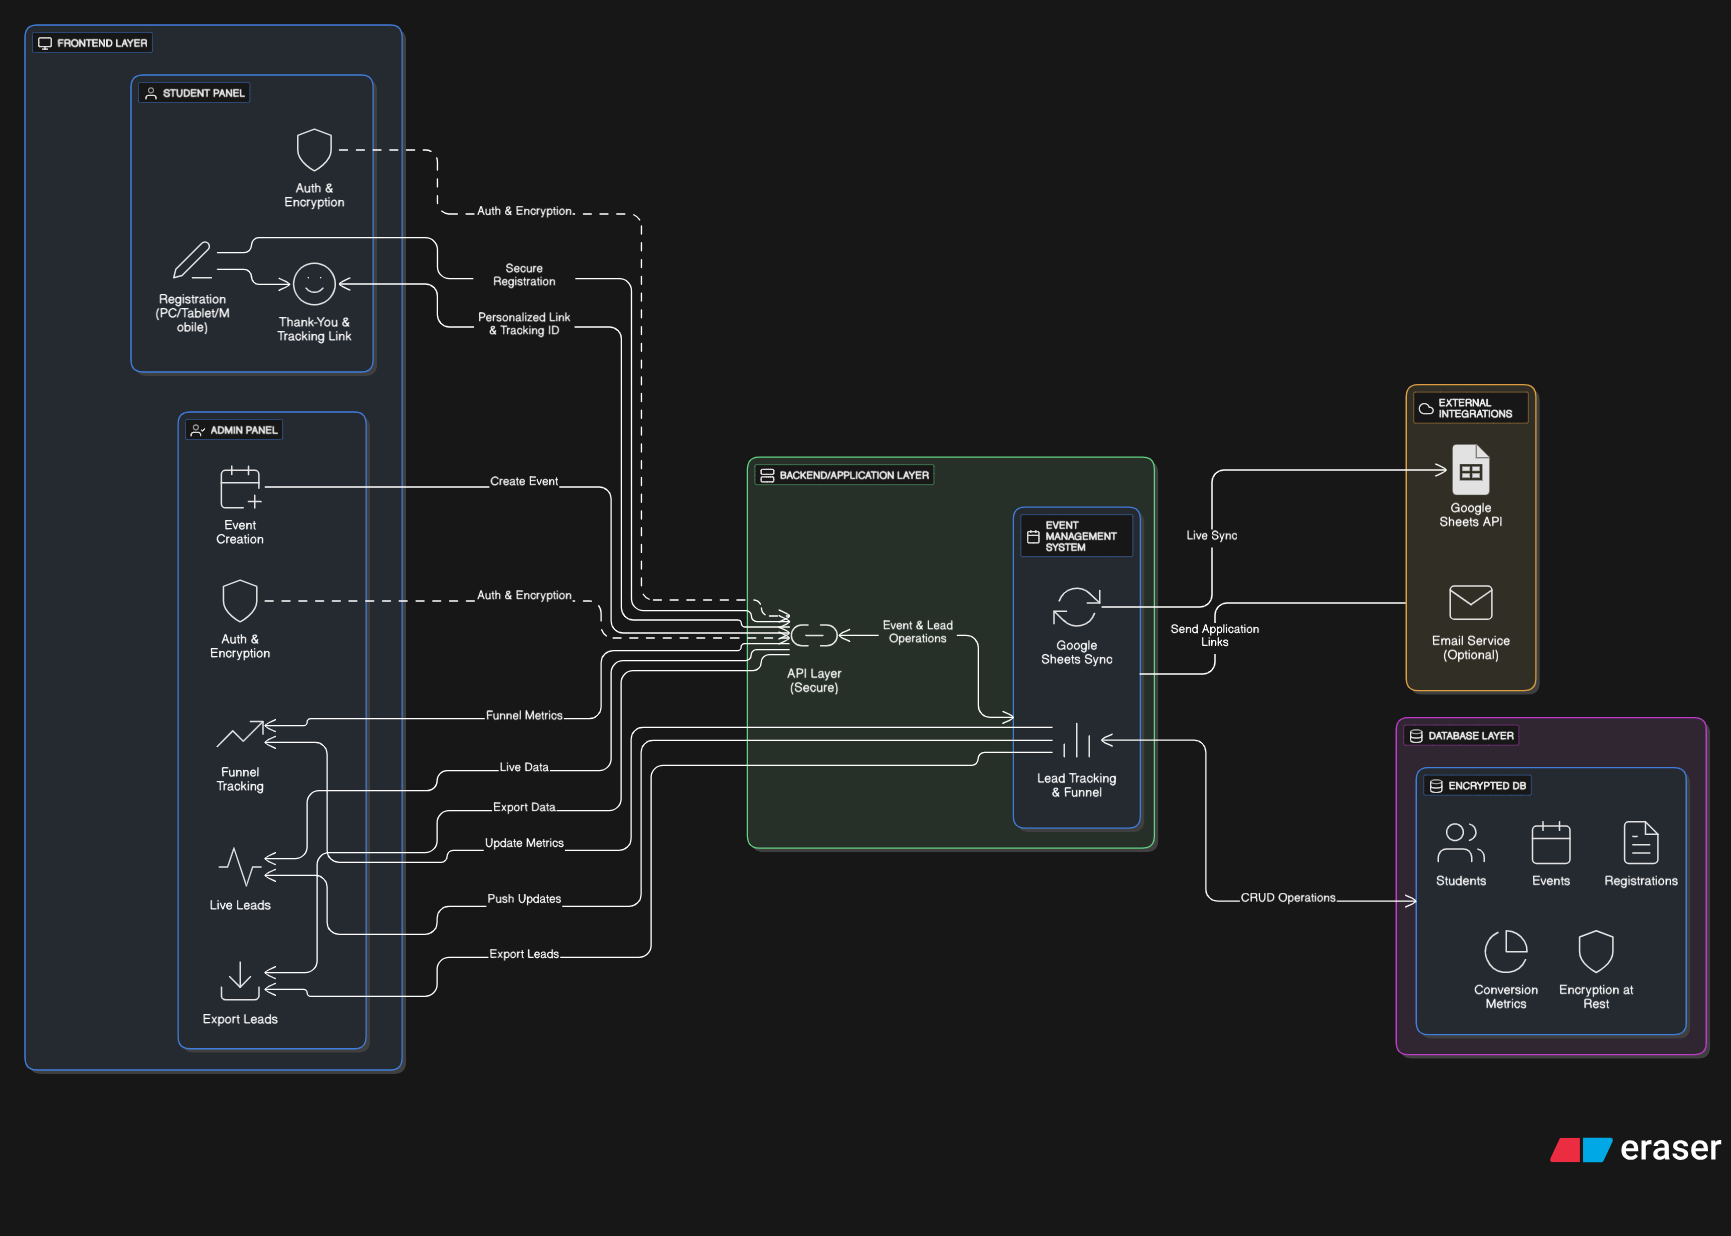 FRONTEND LAYER
STUDENT PANEL
Auth &
Encryption
Registration
(PC/Tablet/M
obile)
Thank-You &
Tracking Link
ADMIN PANEL
Event
Creation
Auth &
Encryption
Funnel
Tracking
Live Leads
Export Leads
Auth & Encryption
Secure
Registration
Personalized Link
& Tracking ID
Create Event
Auth & Encryption
Funnel Metrics
Live Data
Export Data
Update Metrics
Push Updates
Export Leads
BACKEND/APPLICATION LAYER
API Layer
(Secure)
Event & Lead
Operations
EVENT
MANAGEMENT
SYSTEM
Google
Sheets Sync
Lead Tracking
& Funnel
Live Sync
Send Application
Links
CRUD Operations
EXTERNAL
INTEGRATIONS
Google
Sheets API
Email Service
(Optional)
DATABASE LAYER
ENCRYPTED DB
Students
Events
Registrations
Conversion
Metrics
Encryption at
Rest
eraser